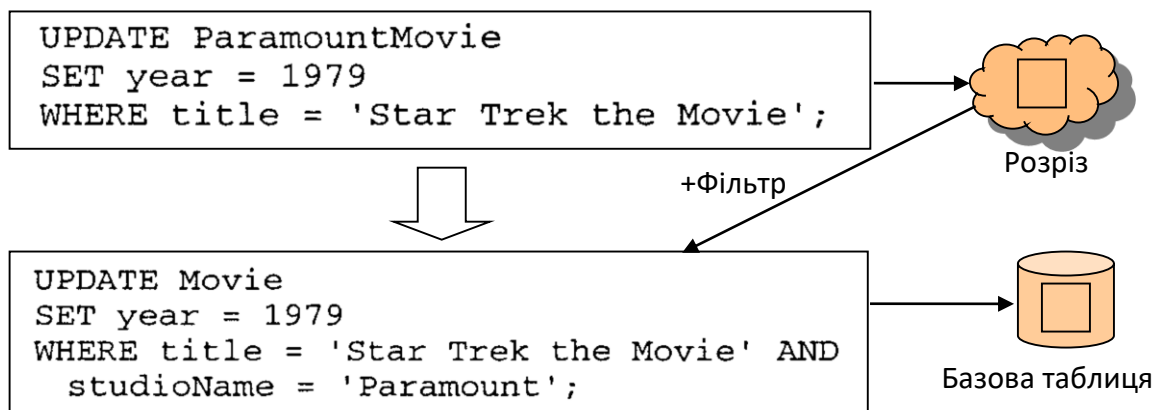 UPDATE ParamountMovie
SET year = 1979
WHERE title = 'Star Trek the Movie';
Розріз
+Фільтр
UPDATE Movie
SET year = 1979
WHERE title = 'Star Trek the Movie' AND
studioName = 'Paramount';
Базова таблиця